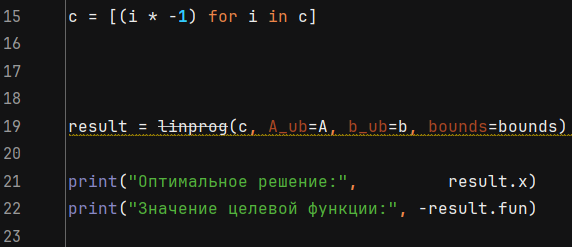 15 c = [(i * -1) for i in c]
16
17
18
19 result = linprog(c, A_ub=A, b_ub=b, bounds=bounds)
20
21 print("Оптимальное решение:",         result.x)
22 print("Значение целевой функции:", -result.fun)
23